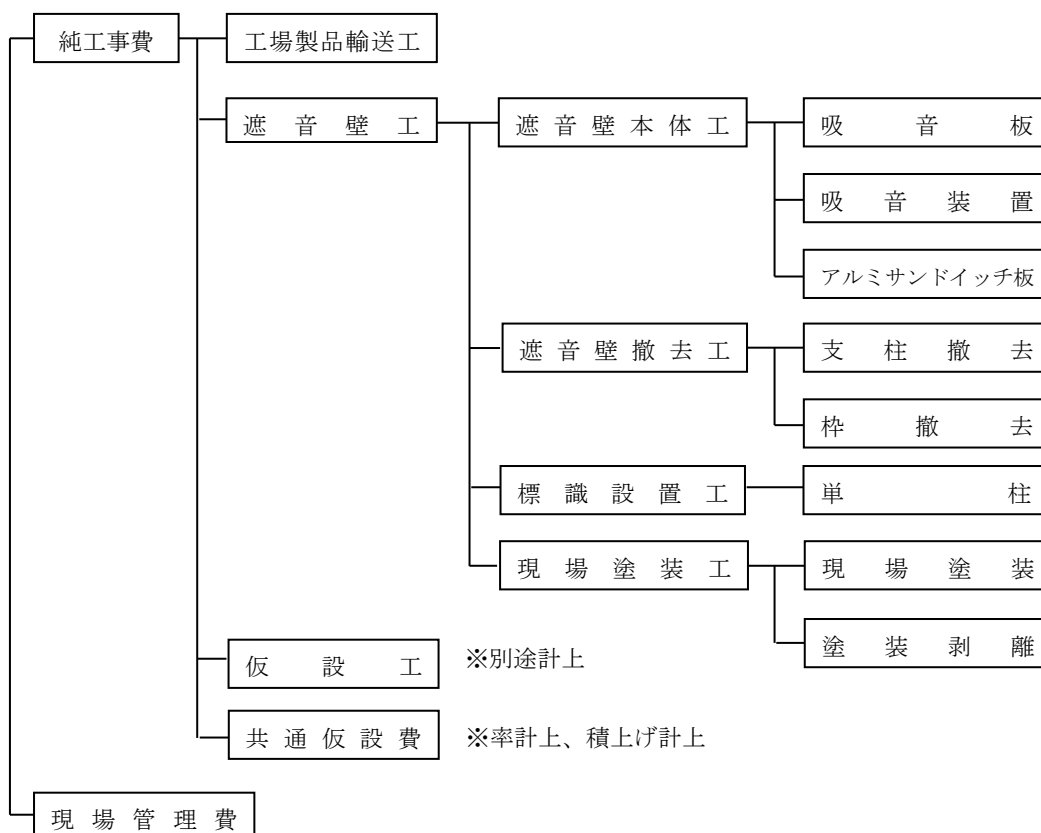 純工事費
工場製品輸送工
遮音壁工
遮音壁本体工
吸音板
吸音装置
アルミサンドイッチ板
遮音壁撤去工
支柱撤去
枠撤去
標識設置工
単柱
現場塗装工
現場塗装
塗装剥離
仮設工
※別途計上
共通仮設費
※率計上、積上げ計上
現場管理費